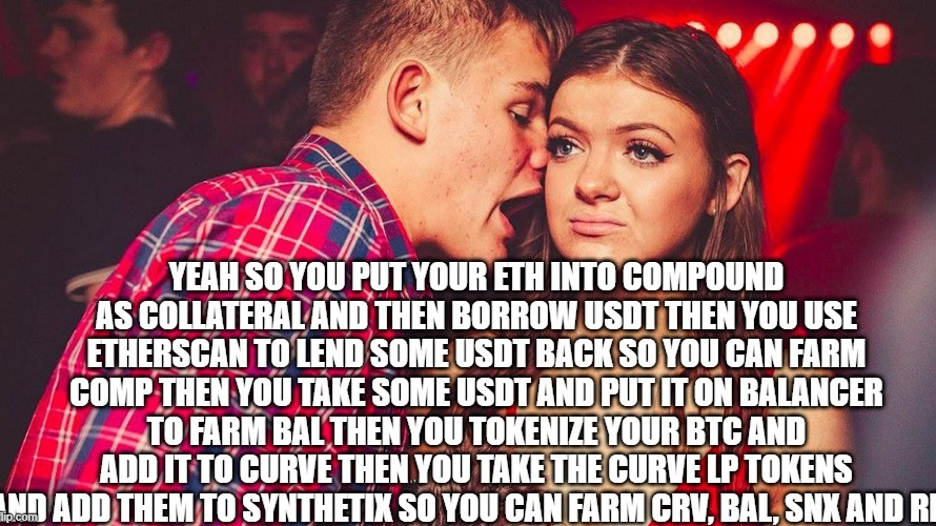 YEAH SO YOU PUT YOUR ETH INTO COMPOUND
AS COLLATERAL AND THEN BORROW USDT THEN YOU USE
ETHERSCAN TO LEND SOME USDT BACK SO YOU CAN FARM
COMP THEN YOU TAKE SOME USDT AND PUT IT ON BALANCER
TO FARM BAL THEN YOU TOKENIZE YOUR BTC AND
ADD IT TO CURVE THEN YOU TAKE THE CURVE LP TOKENS
AND ADD THEM TO SYNTHETIX SO YOU CAN FARM CRV, BAL, SNX AND